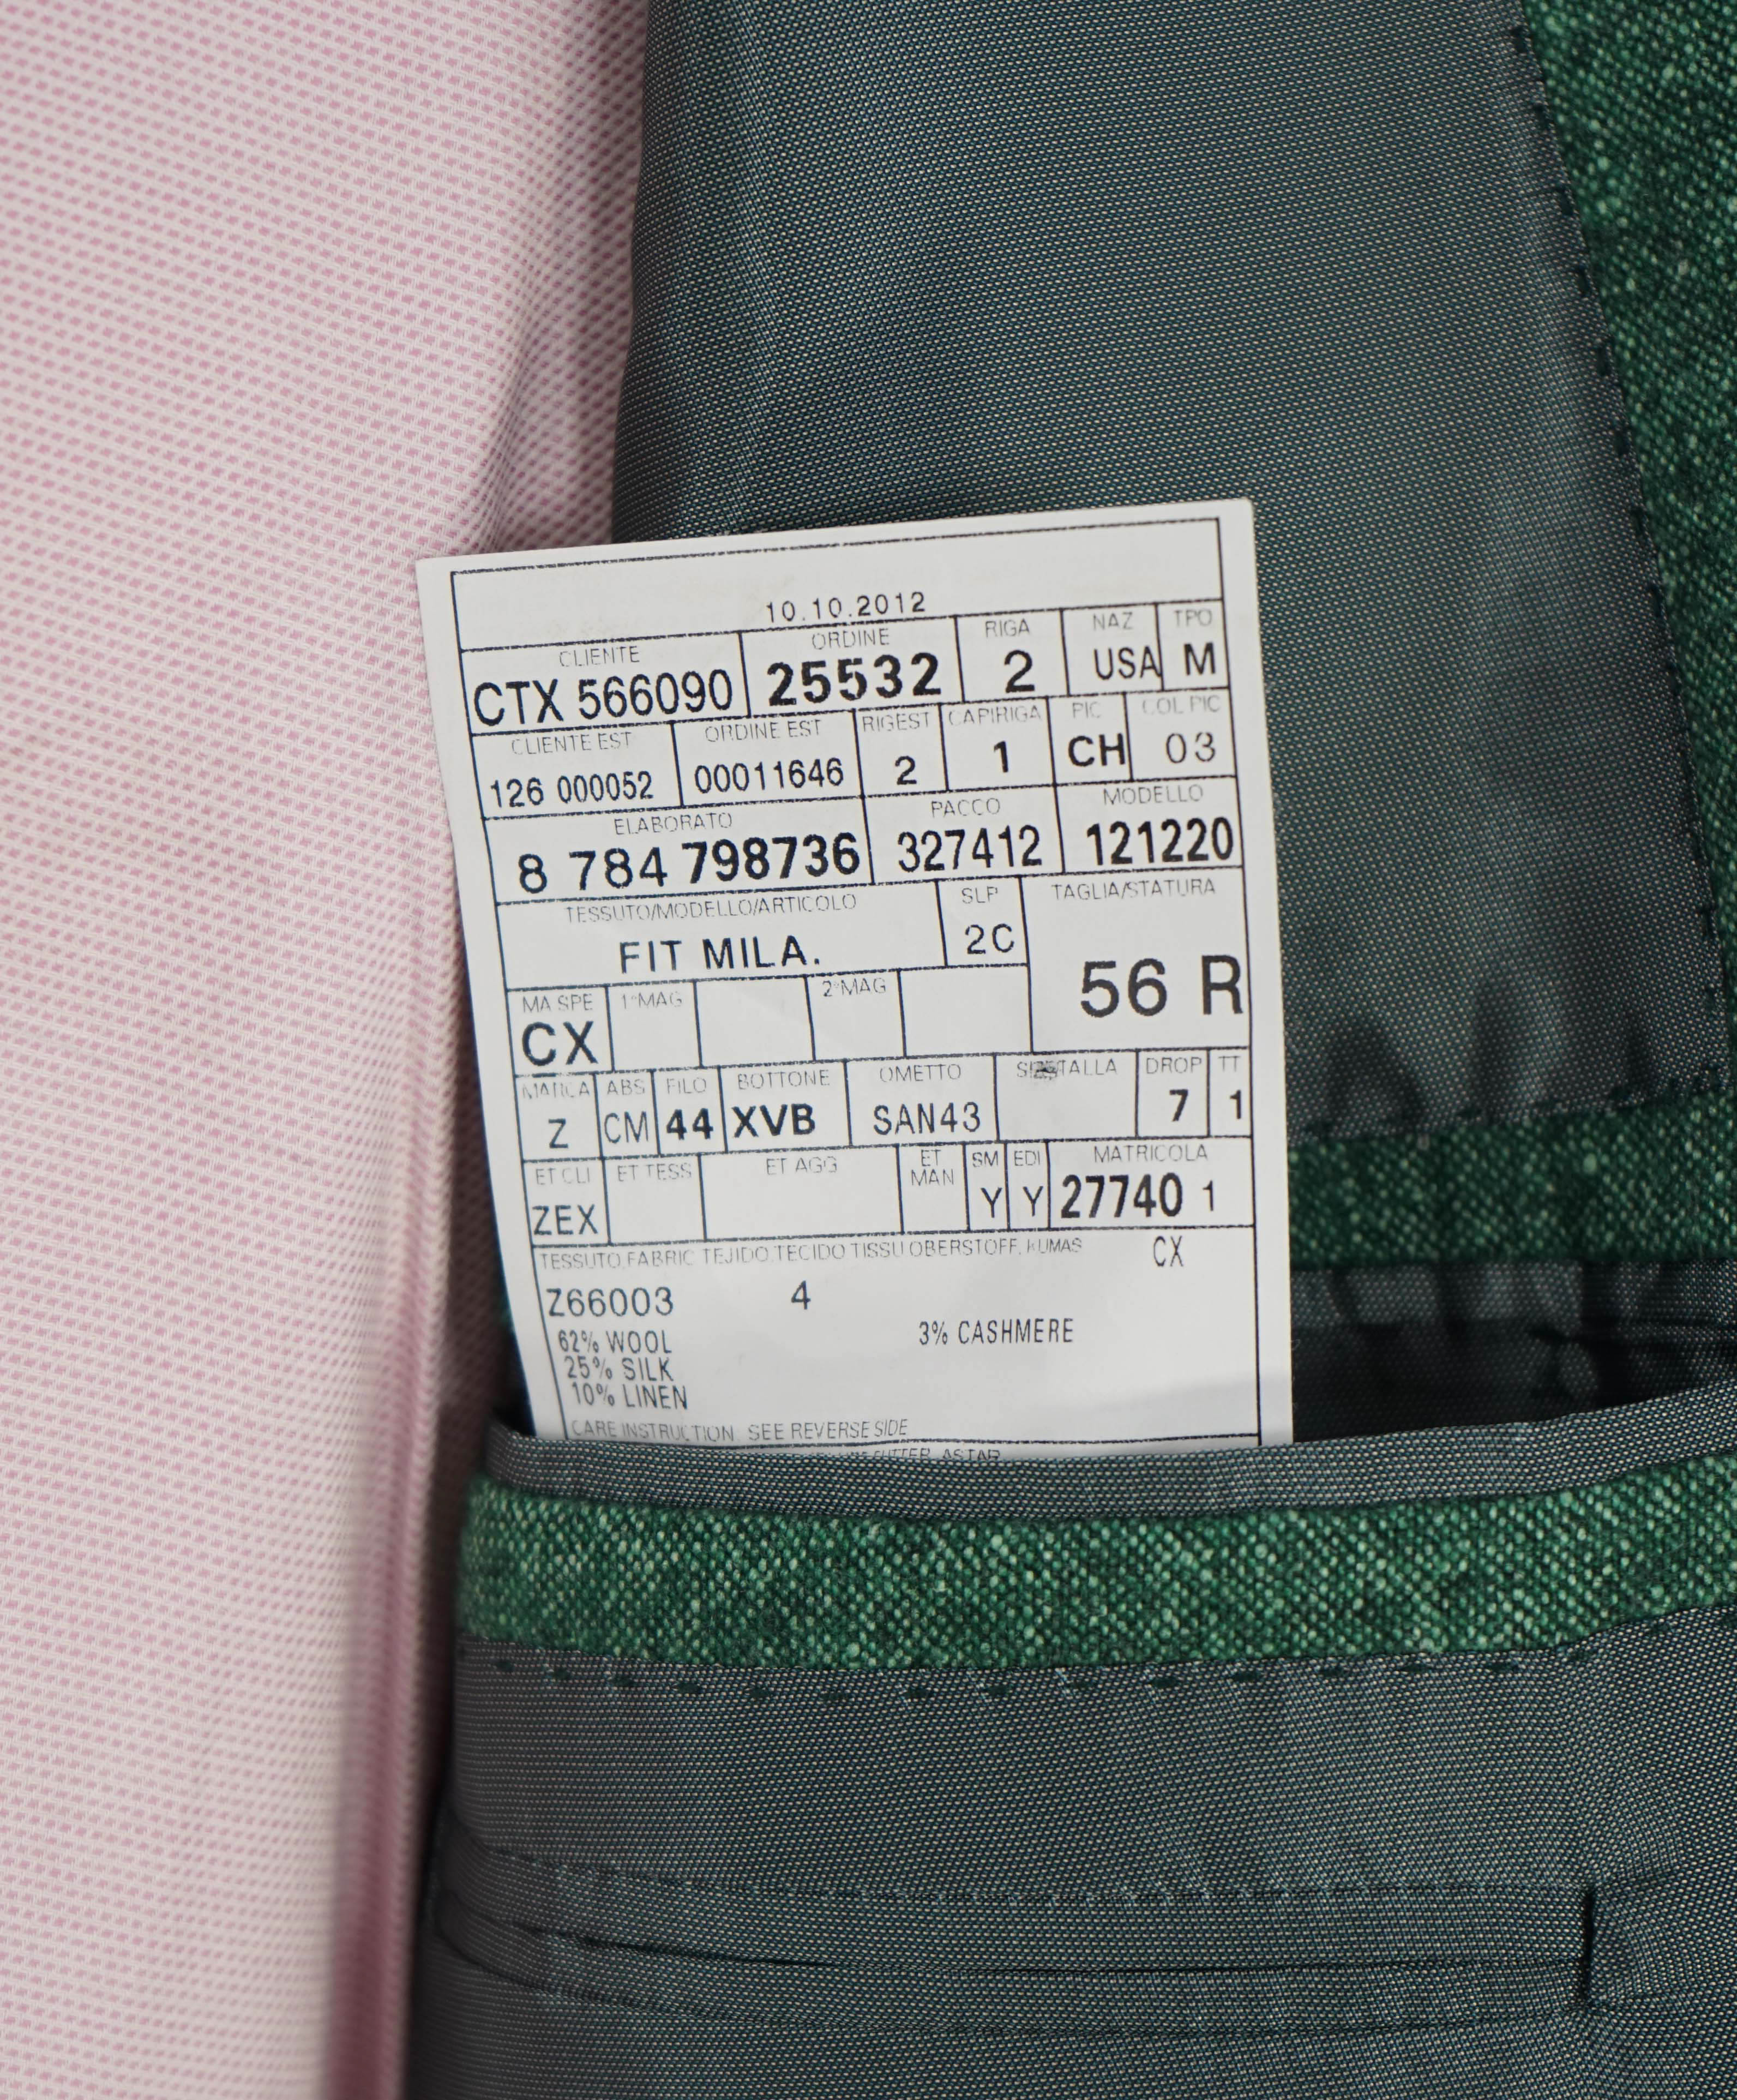 10.10.2012
CLIENTE ORDINE RIGA NAZ TPO
CTX 566090 25532 2 USA M
CLIENTE EST ORDINE EST RIGEST CAPIRIGA PIC COL PIC
126 000052 00011646 2 1 CH 03
ELABORATO PACCO MODELLO
8 784 798736 327412 121220
TESSUTO/MODELLO/ARTICOLO SLP TAGLIA/STATURA
FIT MILA. 2C 56 R
MA SPE 1°MAG 2°MAG
CX
MARCA ABS FILO BOTTONE OMETTO DROP TT
Z CM 44 XVB SAN43 7 1
ET CLI ET TESS ET AGG ET MAN SM EDI MATRICOLA
ZEX Y Y 27740 1
TESSUTO FABRIC TEJIDO TECIDO TISSU OBERSTOFF. KUMAS CX
Z66003 4
62% WOOL 3% CASHMERE
25% SILK
10% LINEN
CARE INSTRUCTION: SEE REVERSE SIDE
FUTTER ASTAR